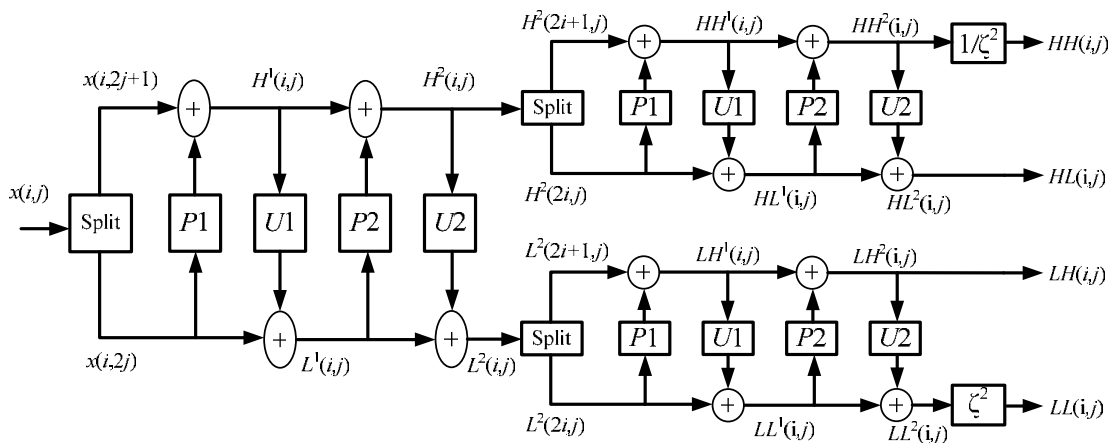 H²(2i+1,j) HH¹(i,j) HH²(i,j)
1/ζ² HH(i,j)
x(i,2j+1) H¹(i,j) H²(i,j)
Split P1 U1 P2 U2
H²(2i,j) HL¹(i,j) HL²(i,j) HL(i,j)
x(i,j) Split P1 U1 P2 U2
L²(2i+1,j) LH¹(i,j) LH²(i,j) LH(i,j)
Split P1 U1 P2 U2
x(i,2j) L¹(i,j) L²(i,j)
ζ² LL(i,j)
L²(2i,j) LL¹(i,j) LL²(i,j)